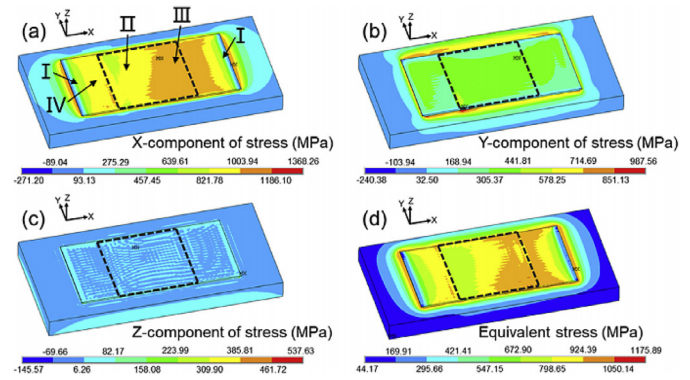 (a) Y Z X II III I
I
IV
X-component of stress (MPa)
-89.04 275.29 639.61 1003.94 1368.26
-271.20 93.13 457.45 821.78 1186.10
(b) Y Z X
Y-component of stress (MPa)
-103.94 168.94 441.81 714.69 987.56
-240.38 32.50 305.37 578.25 851.13
(c) Y Z X
Z-component of stress (MPa)
-69.66 82.17 223.99 385.81 537.63
-145.57 6.26 158.08 309.90 461.72
(d) Y Z X
MX
Equivalent stress (MPa)
169.91 421.41 672.90 924.39 1175.89
44.17 295.66 547.15 798.65 1050.14